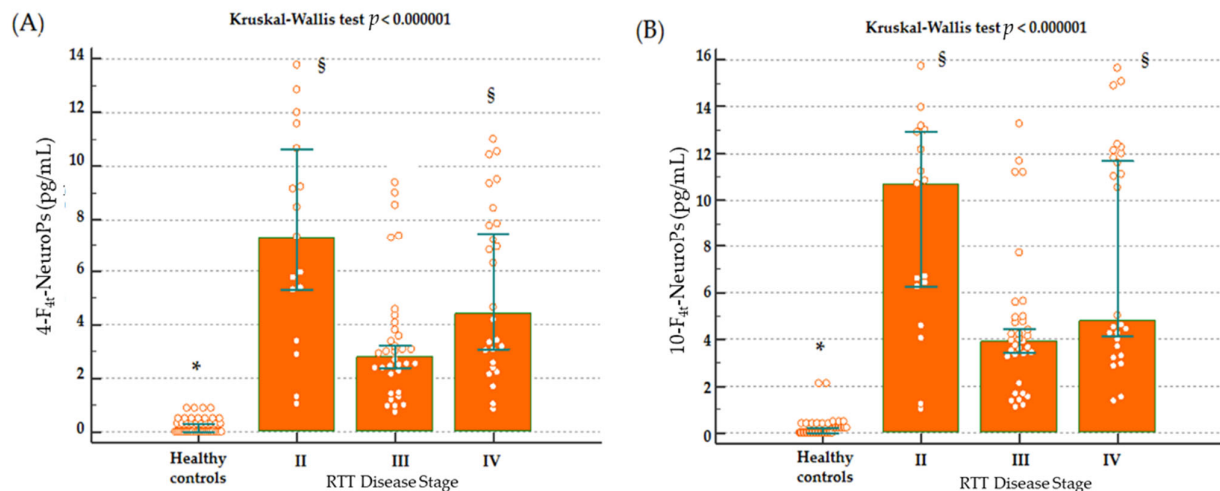 (A)
Kruskal-Wallis test p < 0.000001
4-F4t-NeuroPs (pg/mL)
14
12
10
8
6
4
2
0
§
§
*
Healthy controls
II
III
IV
RTT Disease Stage
(B)
Kruskal-Wallis test p < 0.000001
10-F4t-NeuroPs (pg/mL)
16
14
12
10
8
6
4
2
0
§
§
*
Healthy controls
II
III
IV
RTT Disease Stage